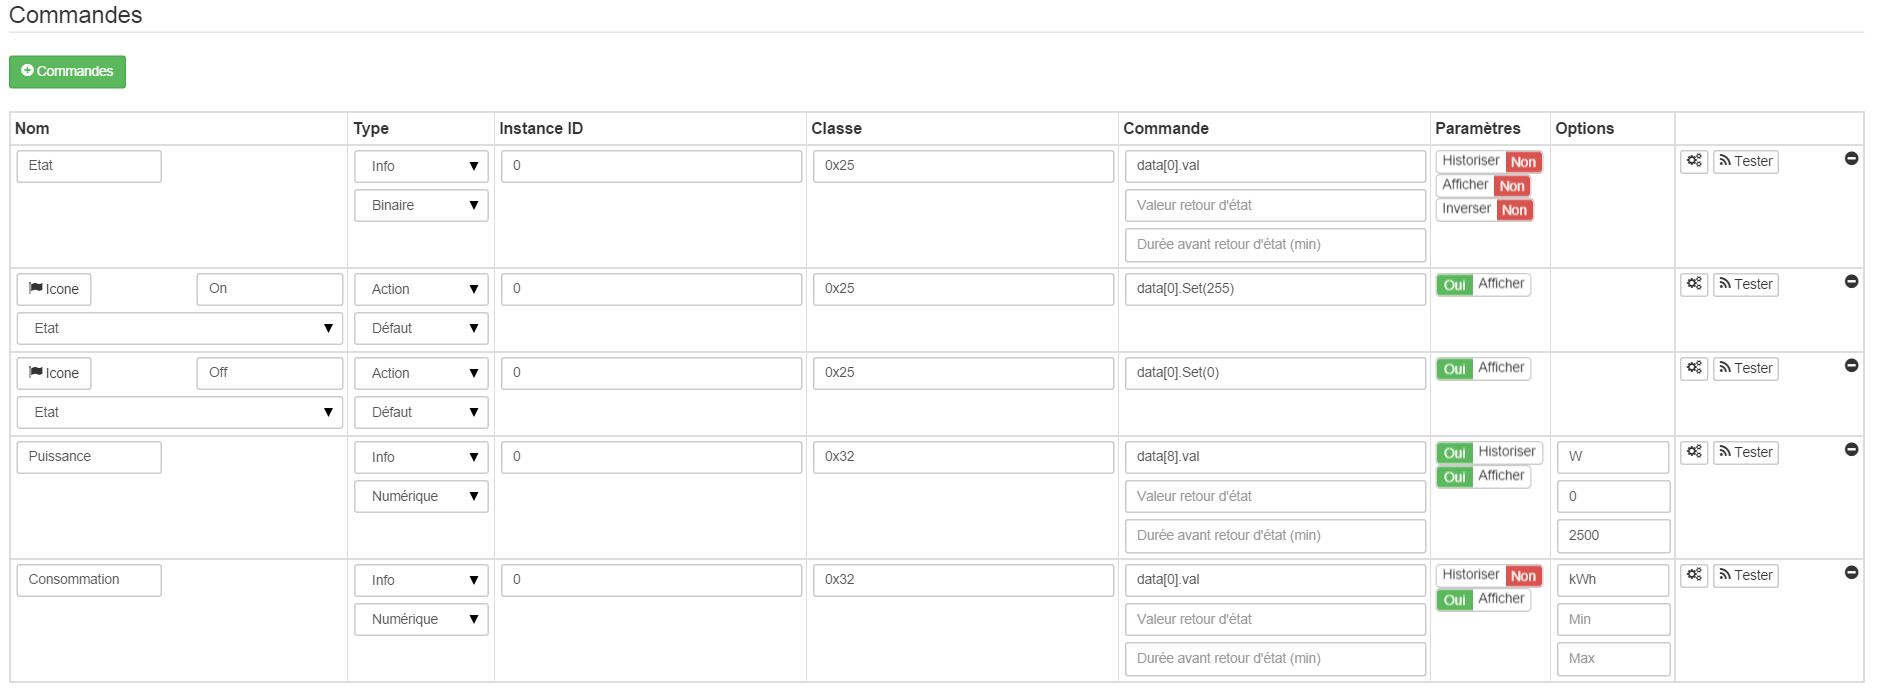 Commandes
Commandes
Nom Type Instance ID Classe Commande Paramètres Options
Etat Info 0 0x25 data[0].val Historiser Non Tester
Afficher Non
Binaire Valeur retour d'état Inverser Non
Durée avant retour d'état (min)
Icone On Action 0 0x25 data[0].Set(255) Oui Afficher Tester
Etat Défaut
Icone Off Action 0 0x25 data[0].Set(0) Oui Afficher Tester
Etat Défaut
Puissance Info 0 0x32 data[8].val Oui Historiser W Tester
Oui Afficher
Numérique Valeur retour d'état 0
Durée avant retour d'état (min) 2500
Consommation Info 0 0x32 data[0].val Historiser Non kWh Tester
Oui Afficher
Numérique Valeur retour d'état Min
Durée avant retour d'état (min) Max